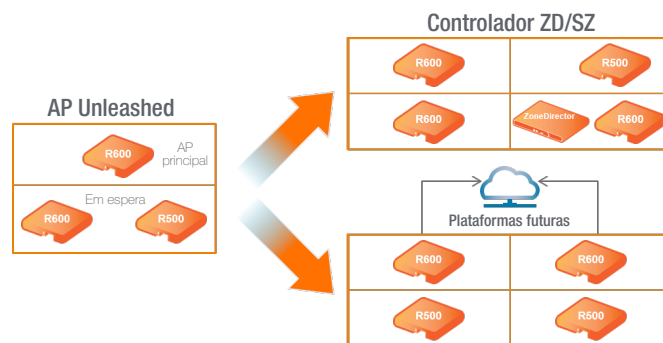 Controlador ZD/SZ
R600
R500
R600
ZoneDirector
R600
AP Unleashed
R600
AP
principal
Em espera
R600
R500
Plataformas futuras
R600
R600
R500
R500